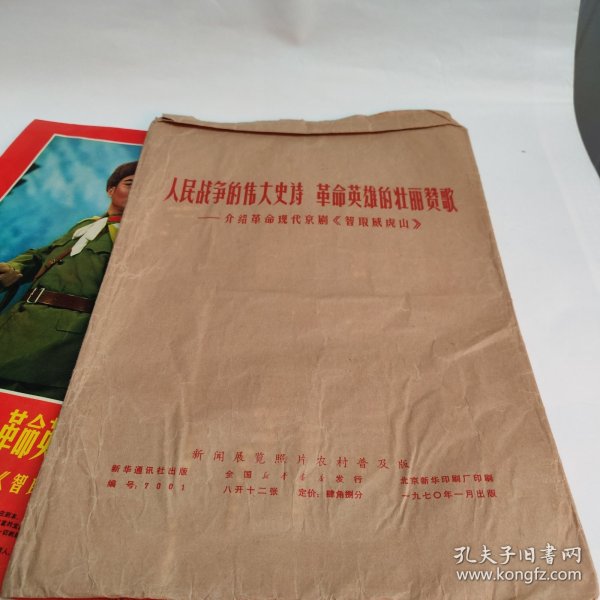 人民战争的伟大史诗 革命英雄的壮丽赞歌
——介绍革命现代京剧《智取威虎山》
新闻展览照片农村普及版
新华通讯社出版 全国新华书店发行 北京新华印刷厂印刷
编号:7001 八开十二张 定价:肆角捌分 一九七〇年一月出版
革命英
《智
孔夫子旧书网
www.kongfz.com